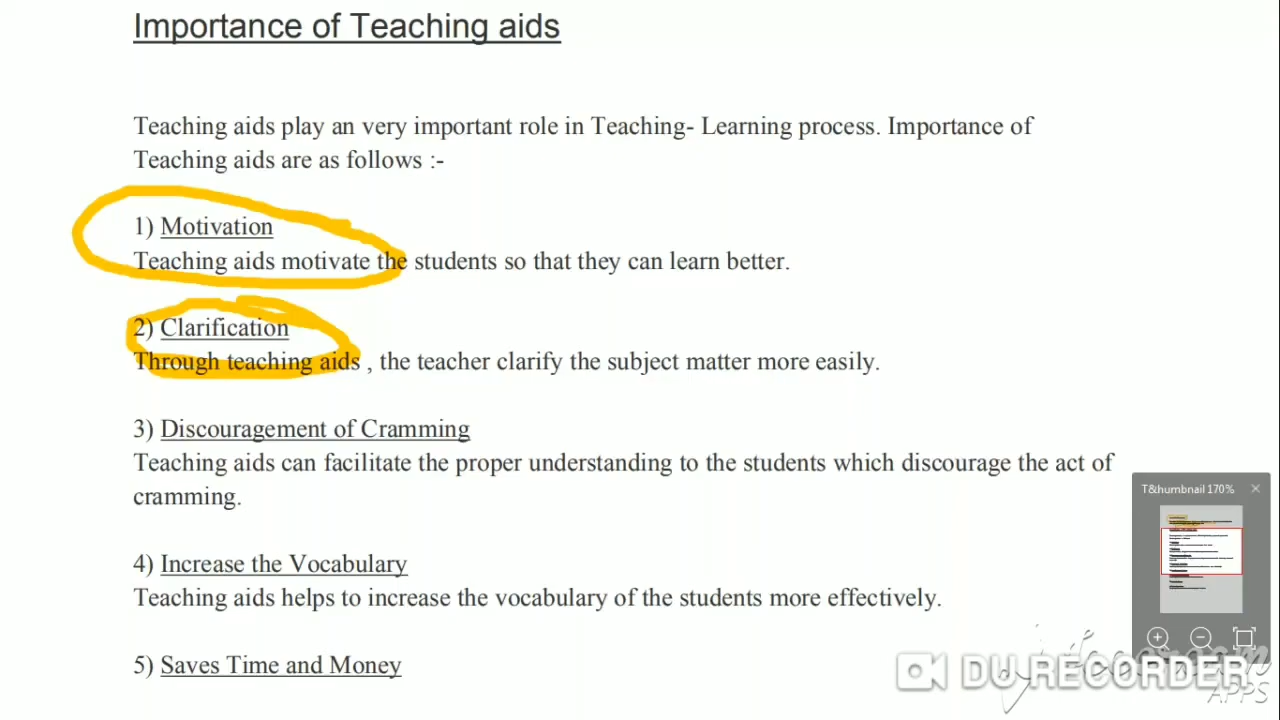 Importance of Teaching aids
Teaching aids play an very important role in Teaching- Learning process. Importance of
Teaching aids are as follows :-
1) Motivation
Teaching aids motivate the students so that they can learn better.
2) Clarification
Through teaching aids , the teacher clarify the subject matter more easily.
3) Discouragement of Cramming
Teaching aids can facilitate the proper understanding to the students which discourage the act of
cramming.
T&humbnail 170%
4) Increase the Vocabulary
Teaching aids helps to increase the vocabulary of the students more effectively.
5) Saves Time and Money
DU RECORDER
APPS